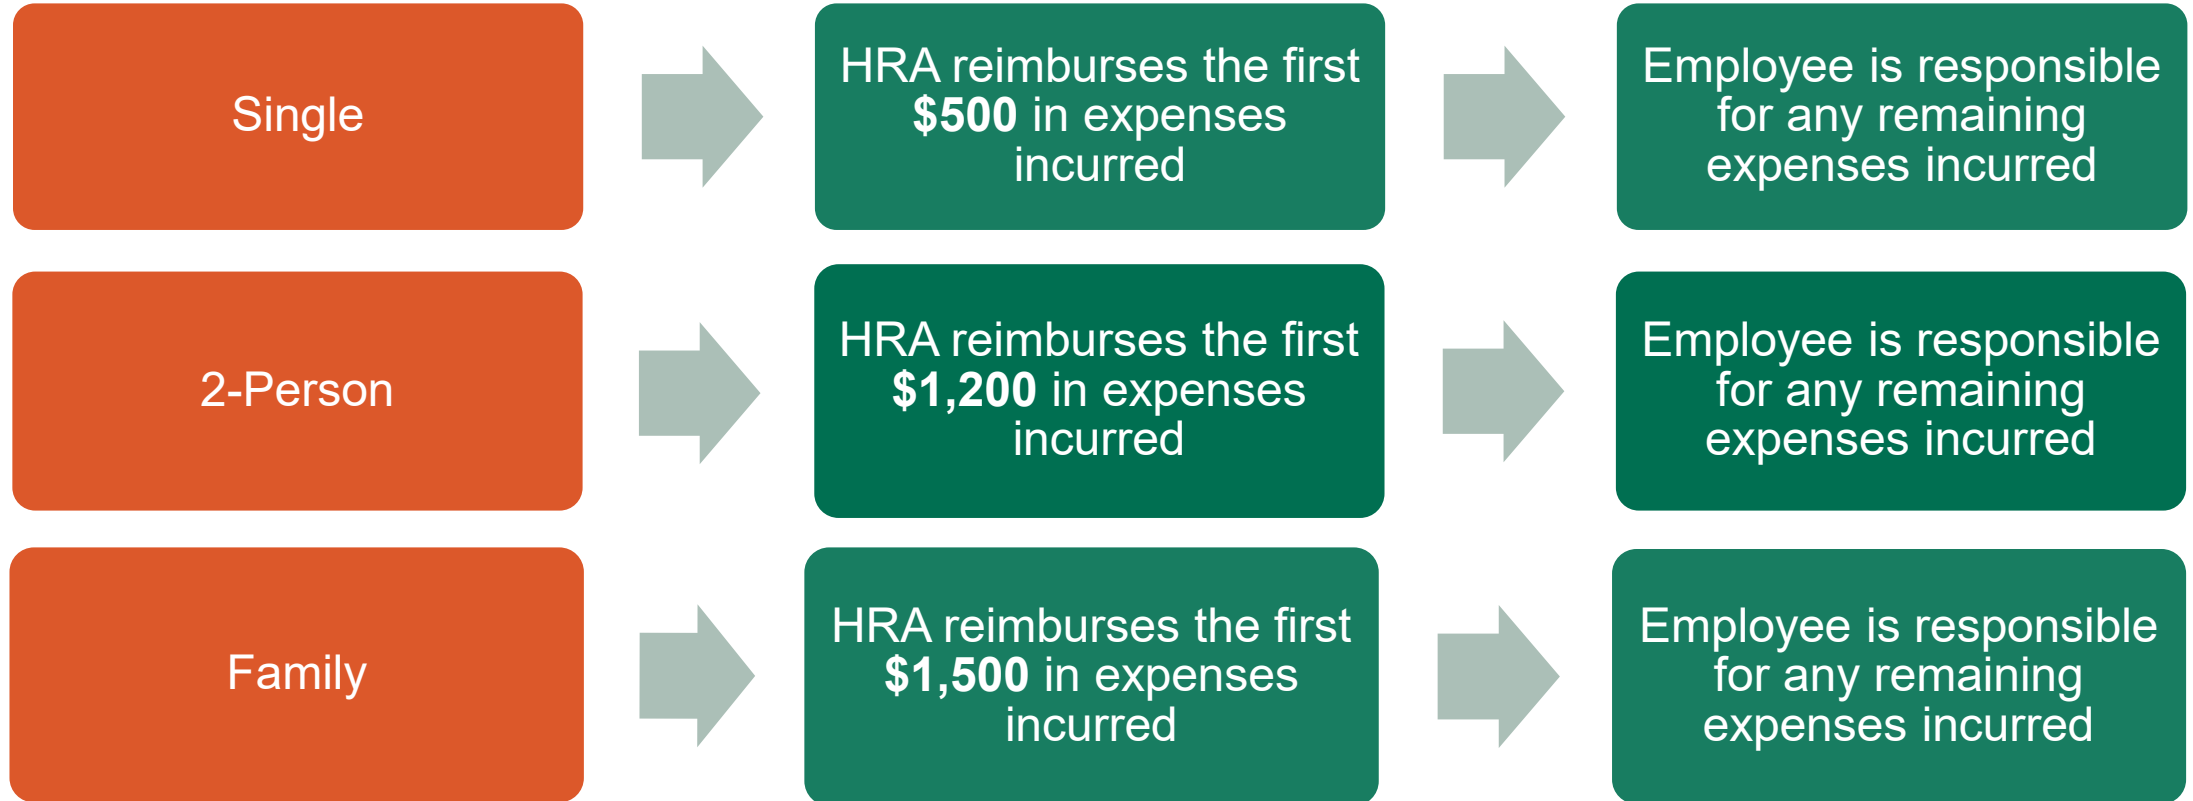 Single
HRA reimburses the first
$500 in expenses
incurred
Employee is responsible
for any remaining
expenses incurred
2-Person
HRA reimburses the first
$1,200 in expenses
incurred
Employee is responsible
for any remaining
expenses incurred
Family
HRA reimburses the first
$1,500 in expenses
incurred
Employee is responsible
for any remaining
expenses incurred